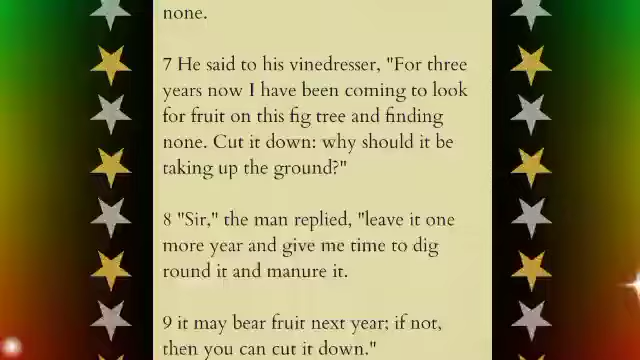 none.
7 He said to his vinedresser, "For three
years now I have been coming to look
for fruit on this fig tree and finding
none. Cut it down: why should it be
taking up the ground?"
8 "Sir," the man replied, "leave it one
more year and give me time to dig
round it and manure it.
9 it may bear fruit next year; if not,
then you can cut it down."